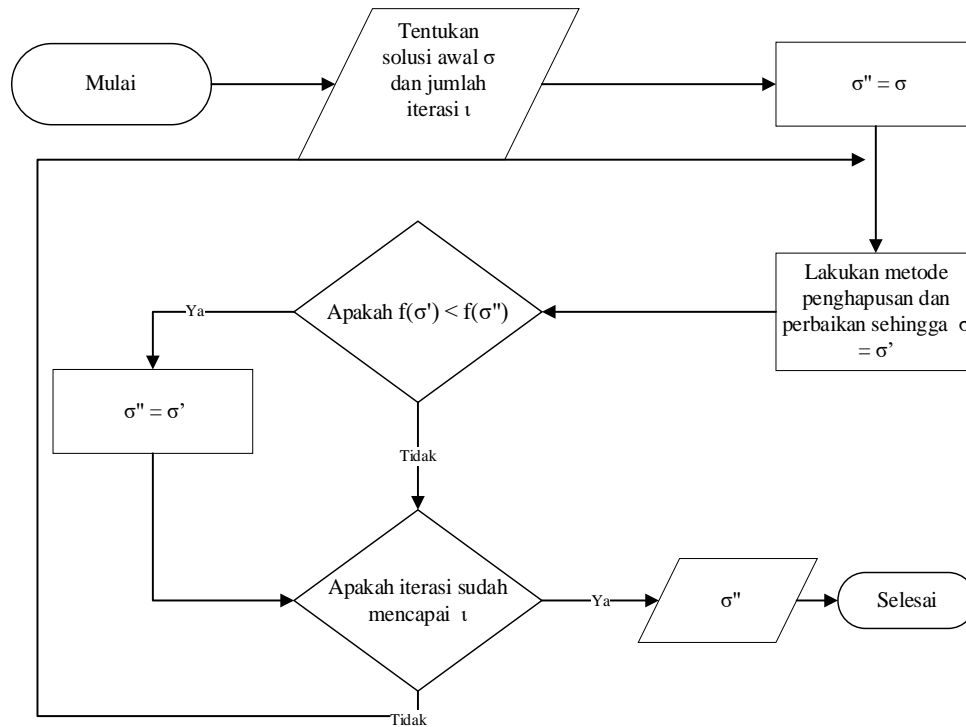 Mulai
Tentukan
solusi awal σ
dan jumlah
iterasi ι
σ'' = σ
Lakukan metode
penghapusan dan
perbaikan sehingga σ
= σ’
Apakah f(σ') < f(σ'')
Ya
σ'' = σ’
Tidak
Apakah iterasi sudah
mencapai ι
Ya
σ''
Selesai
Tidak